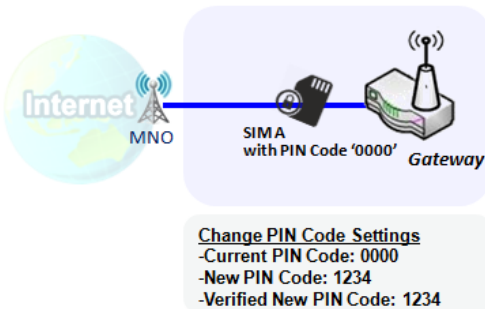 Internet
MNO
SIM A
with PIN Code ‘0000’
Gateway
Change PIN Code Settings
-Current PIN Code: 0000
-New PIN Code: 1234
-Verified New PIN Code: 1234